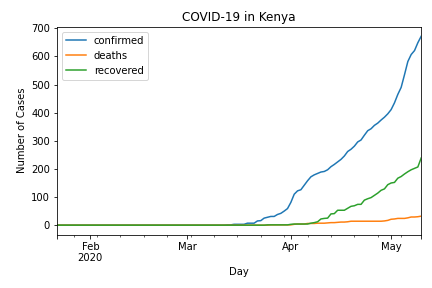 COVID-19 in Kenya
700
600
500
400
300
200
100
0
Number of Cases
confirmed
deaths
recovered
Feb
2020
Mar
Apr
May
Day